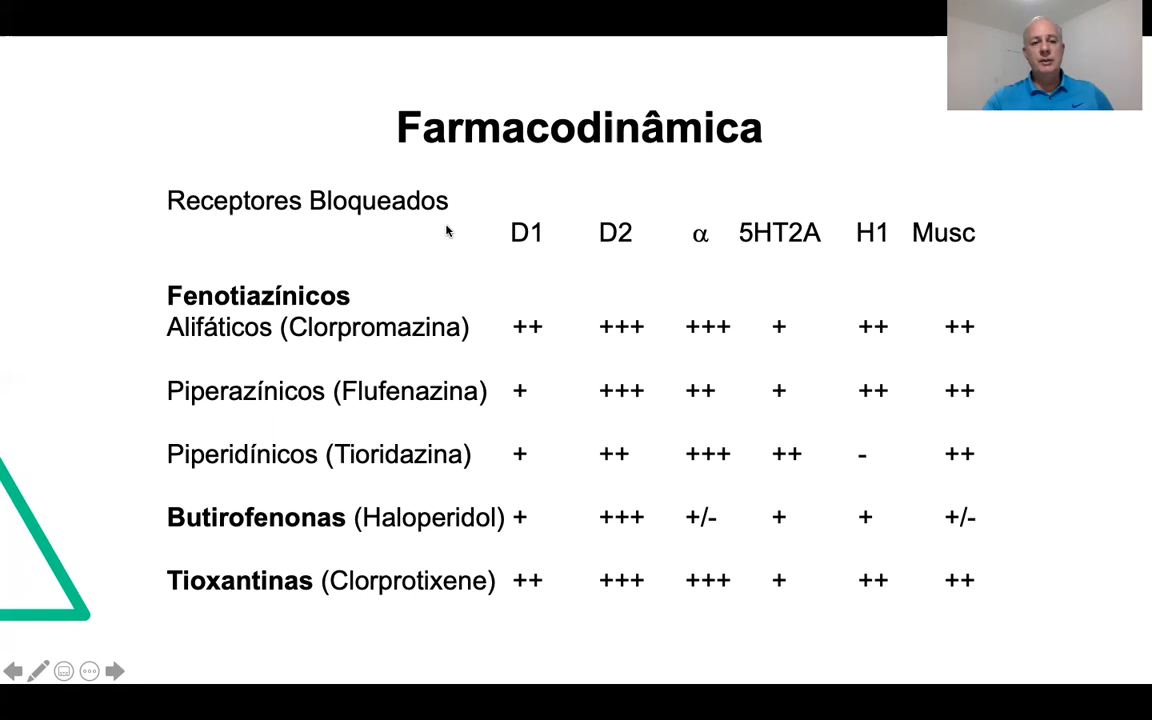 Farmacodinâmica
Receptores Bloqueados
D1 D2 α 5HT2A H1 Musc
Fenotiazínicos
Alifáticos (Clorpromazina) ++ +++ +++ + ++ ++
Piperazínicos (Flufenazina) + +++ ++ + ++ ++
Piperidínicos (Tioridazina) + ++ +++ ++ - ++
Butirofenonas (Haloperidol) + +++ +/- + + +/-
Tioxantinas (Clorprotixene) ++ +++ +++ + ++ ++